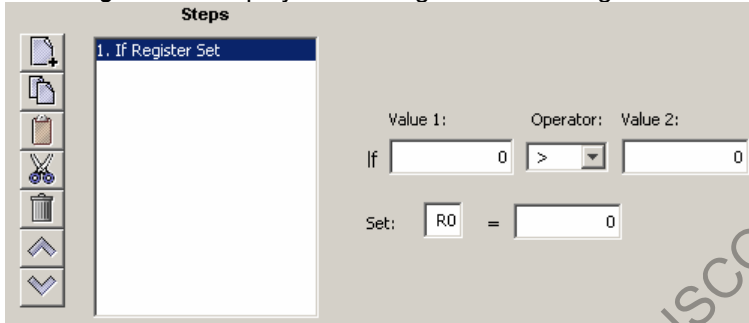 Steps
1. If Register Set
Value 1: Operator: Value 2:
If 0 > 0
Set: R0 = 0